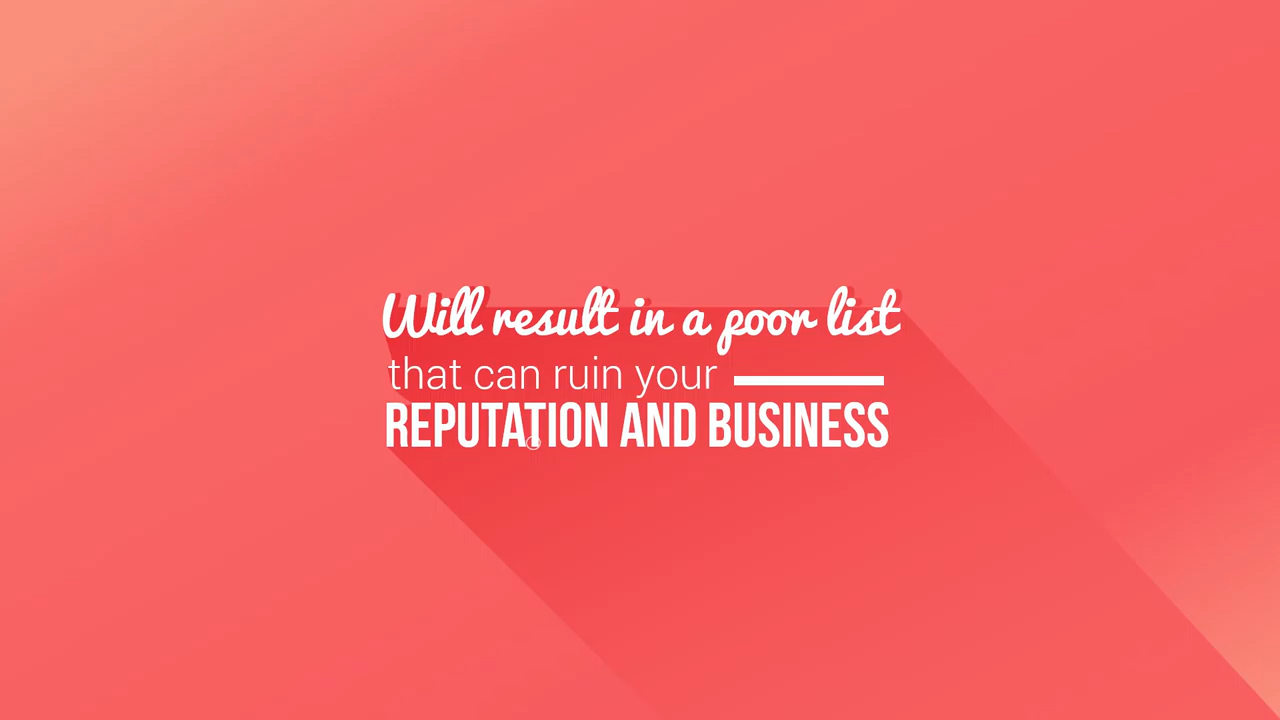 Will result in a poor list
that can ruin your
REPUTATION AND BUSINESS